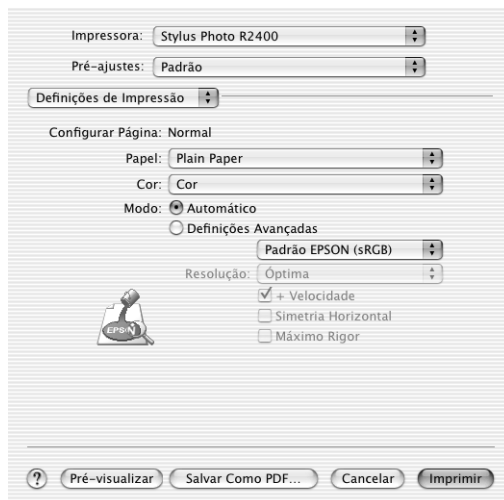 Impressora: Stylus Photo R2400
Pré-ajustes: Padrão
Definições de Impressão
Configurar Página: Normal
Papel: Plain Paper
Cor: Cor
Modo: Automático
Definições Avançadas
Padrão EPSON (sRGB)
Resolução: Óptima
+ Velocidade
Simetria Horizontal
Máximo Rigor
EPSON
? Pré-visualizar Salvar Como PDF... Cancelar Imprimir